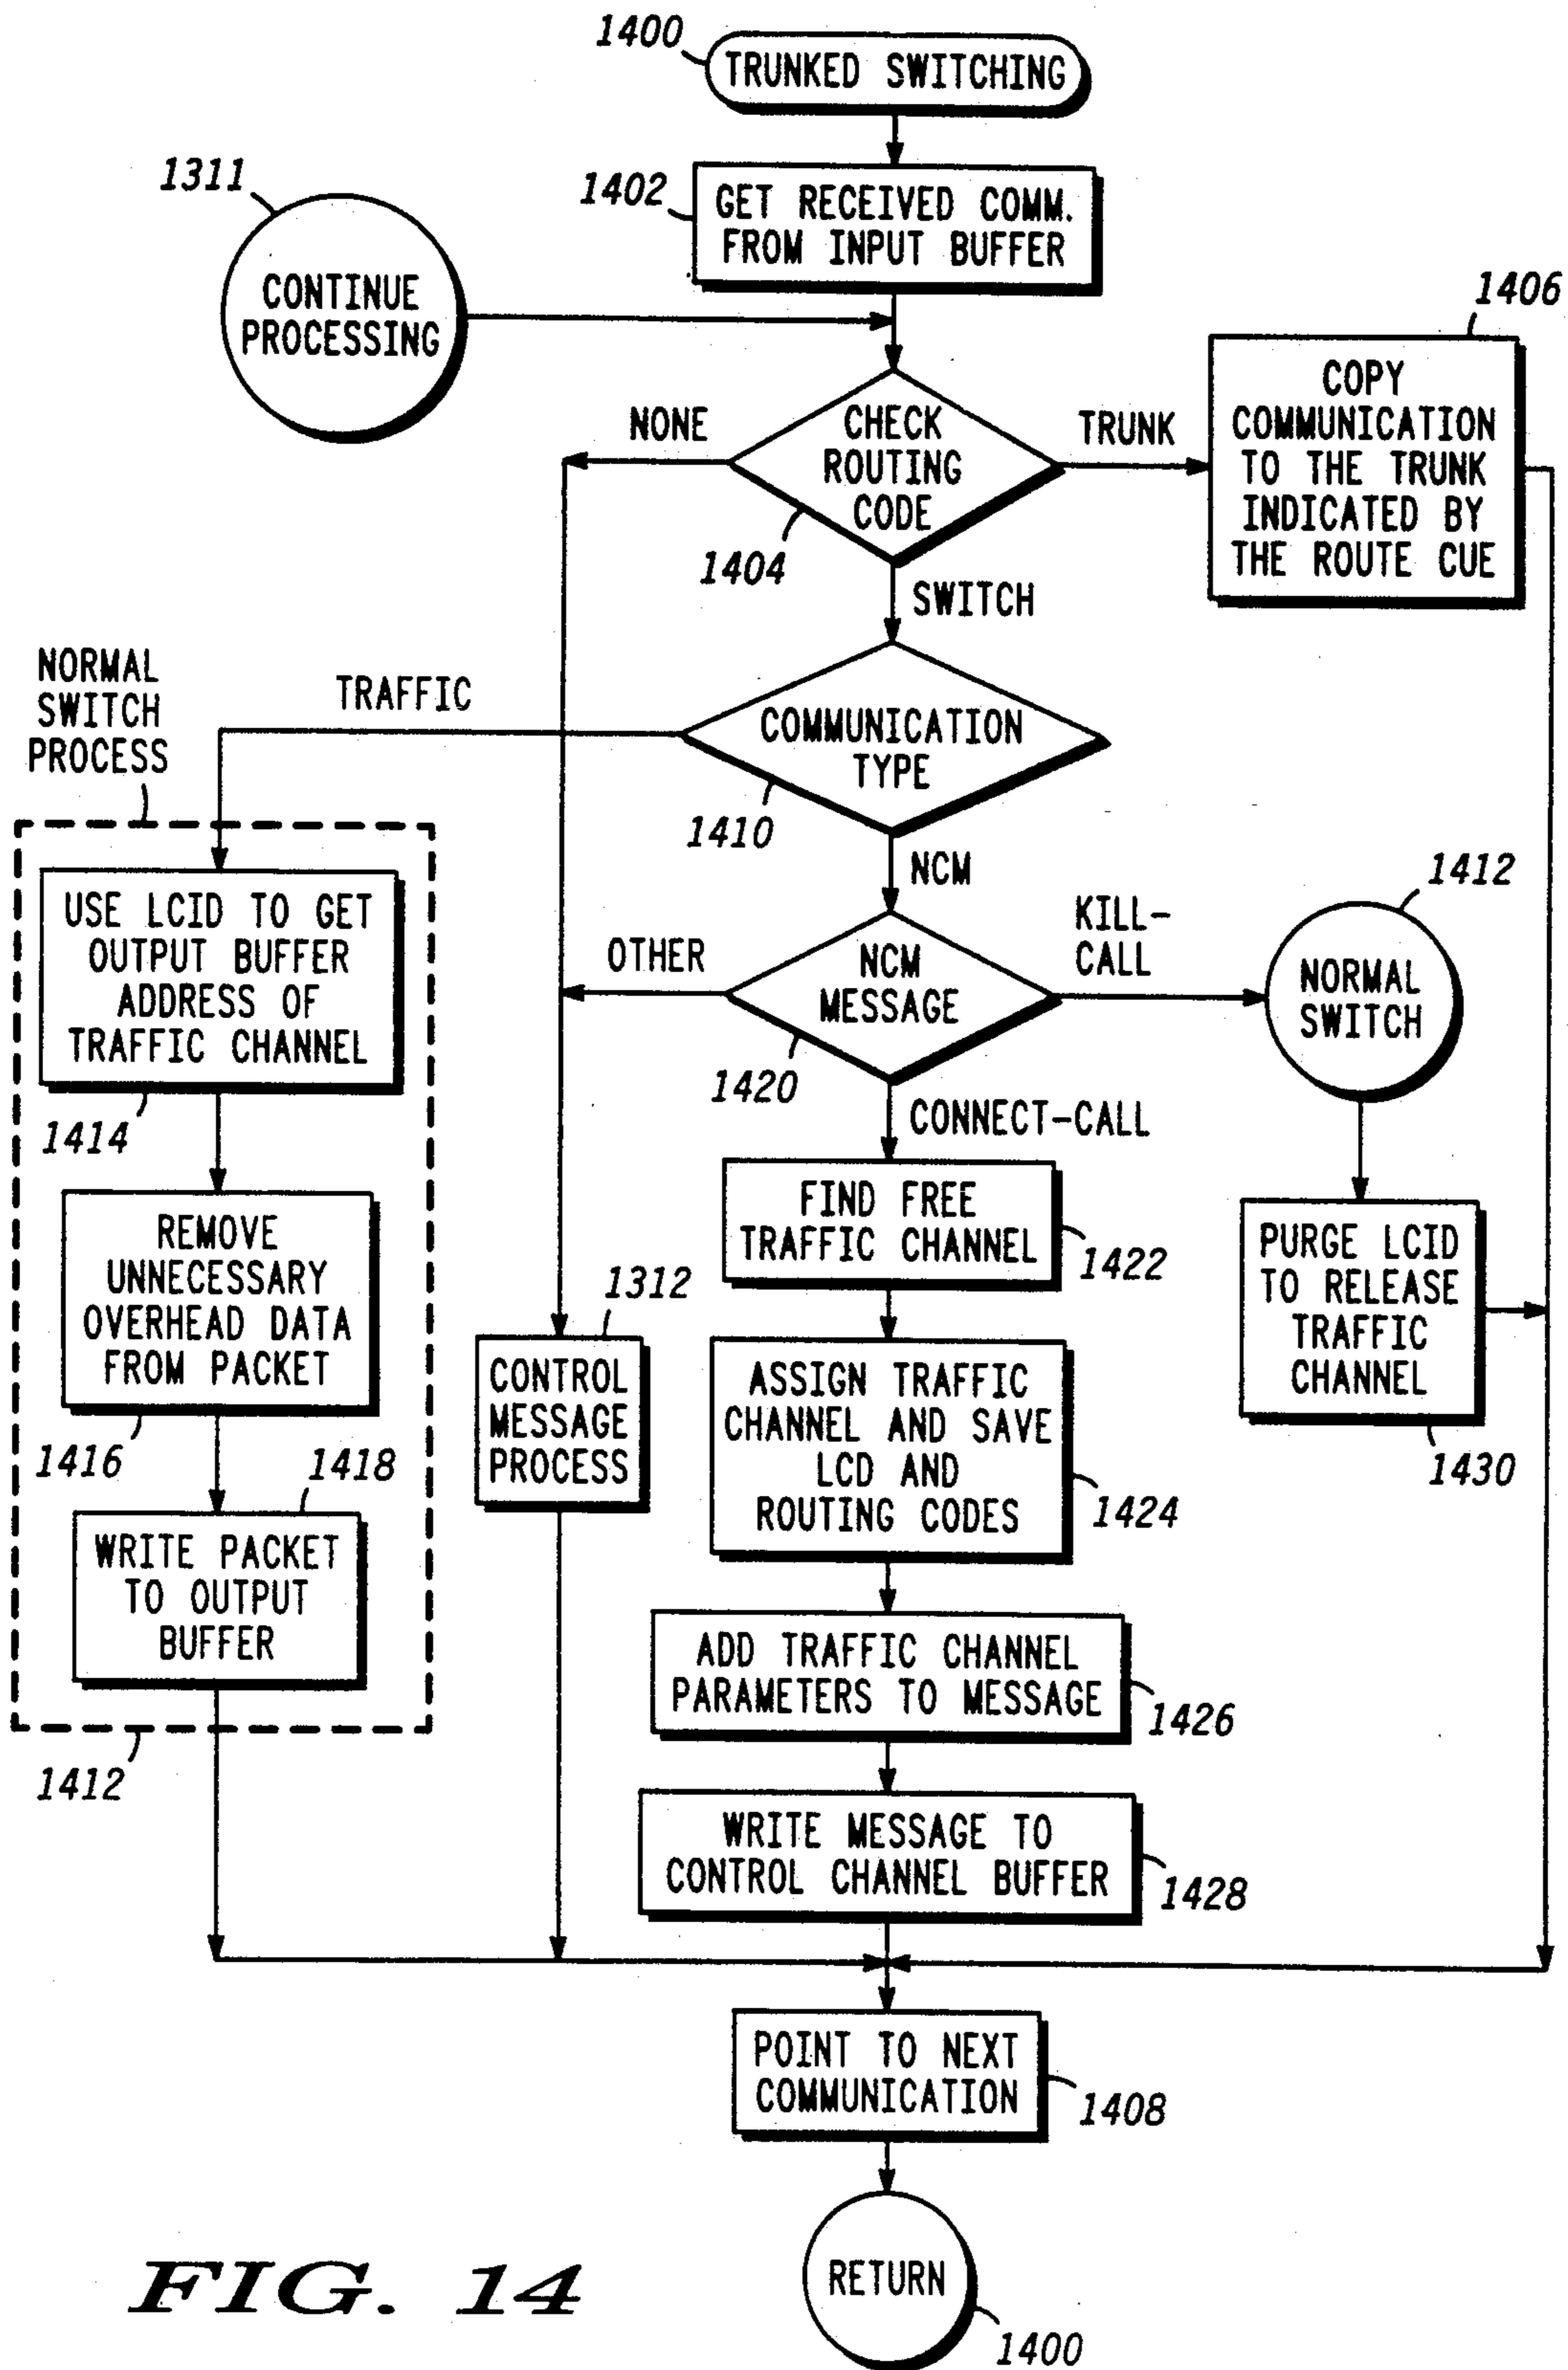 1400
TRUNKED SWITCHING
1311
1402
GET RECEIVED COMM.
FROM INPUT BUFFER
CONTINUE
PROCESSING
1406
COPY
COMMUNICATION
TO THE TRUNK
INDICATED BY
THE ROUTE CUE
NONE
CHECK
ROUTING
CODE
TRUNK
1404
SWITCH
NORMAL
SWITCH
PROCESS
TRAFFIC
COMMUNICATION
TYPE
1410
NCM
1412
USE LCID TO GET
OUTPUT BUFFER
ADDRESS OF
TRAFFIC CHANNEL
1414
OTHER
NCM
MESSAGE
KILL-
CALL
NORMAL
SWITCH
1420
CONNECT-CALL
REMOVE
UNNECESSARY
OVERHEAD DATA
FROM PACKET
1416
FIND FREE
TRAFFIC CHANNEL
1422
PURGE LCID
TO RELEASE
TRAFFIC
CHANNEL
1430
1312
CONTROL
MESSAGE
PROCESS
ASSIGN TRAFFIC
CHANNEL AND SAVE
LCD AND
ROUTING CODES
1424
1418
WRITE PACKET
TO OUTPUT
BUFFER
1412
ADD TRAFFIC CHANNEL
PARAMETERS TO MESSAGE
1426
WRITE MESSAGE TO
CONTROL CHANNEL BUFFER
1428
POINT TO NEXT
COMMUNICATION
1408
RETURN
1400
FIG. 14